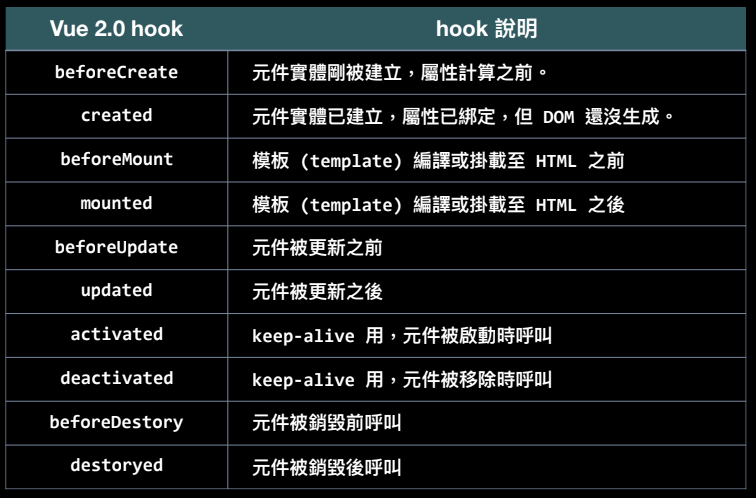 Vue 2.0 hook hook 說明
beforeCreate 元件實體剛被建立，屬性計算之前。
created 元件實體已建立，屬性已綁定，但 DOM 還沒生成。
beforeMount 模板 (template) 編譯或掛載至 HTML 之前
mounted 模板 (template) 編譯或掛載至 HTML 之後
beforeUpdate 元件被更新之前
updated 元件被更新之後
activated keep-alive 用，元件被啟動時呼叫
deactivated keep-alive 用，元件被移除時呼叫
beforeDestory 元件被銷毀前呼叫
destoryed 元件被銷毀後呼叫